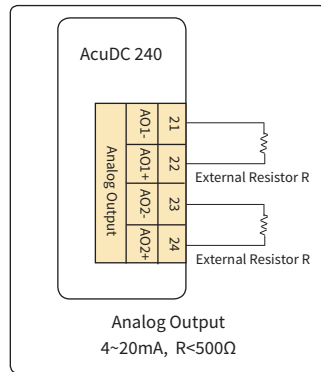 AcuDC 240
Analog Output
AO1- 21
AO1+ 22
External Resistor R
AO2- 23
AO2+ 24
External Resistor R
Analog Output
4~20mA, R<500Ω